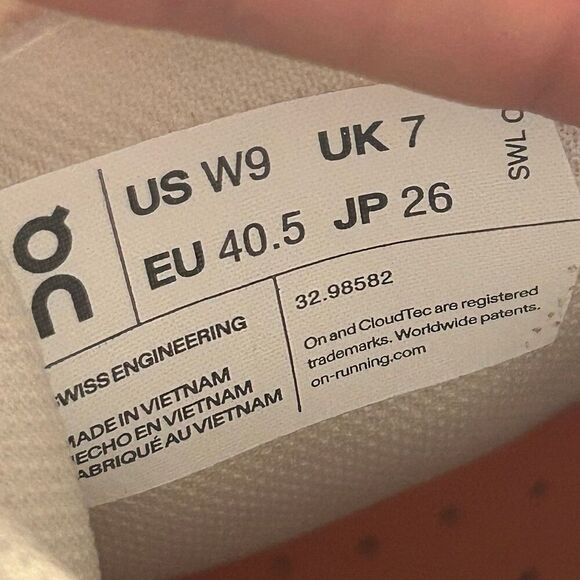 US W9 UK 7
EU 40.5 JP 26
SWL
on
SWISS ENGINEERING
MADE IN VIETNAM
HECHO EN VIETNAM
FABRIQUÉ AU VIETNAM
32.98582
On and CloudTec are registered
trademarks. Worldwide patents.
on-running.com